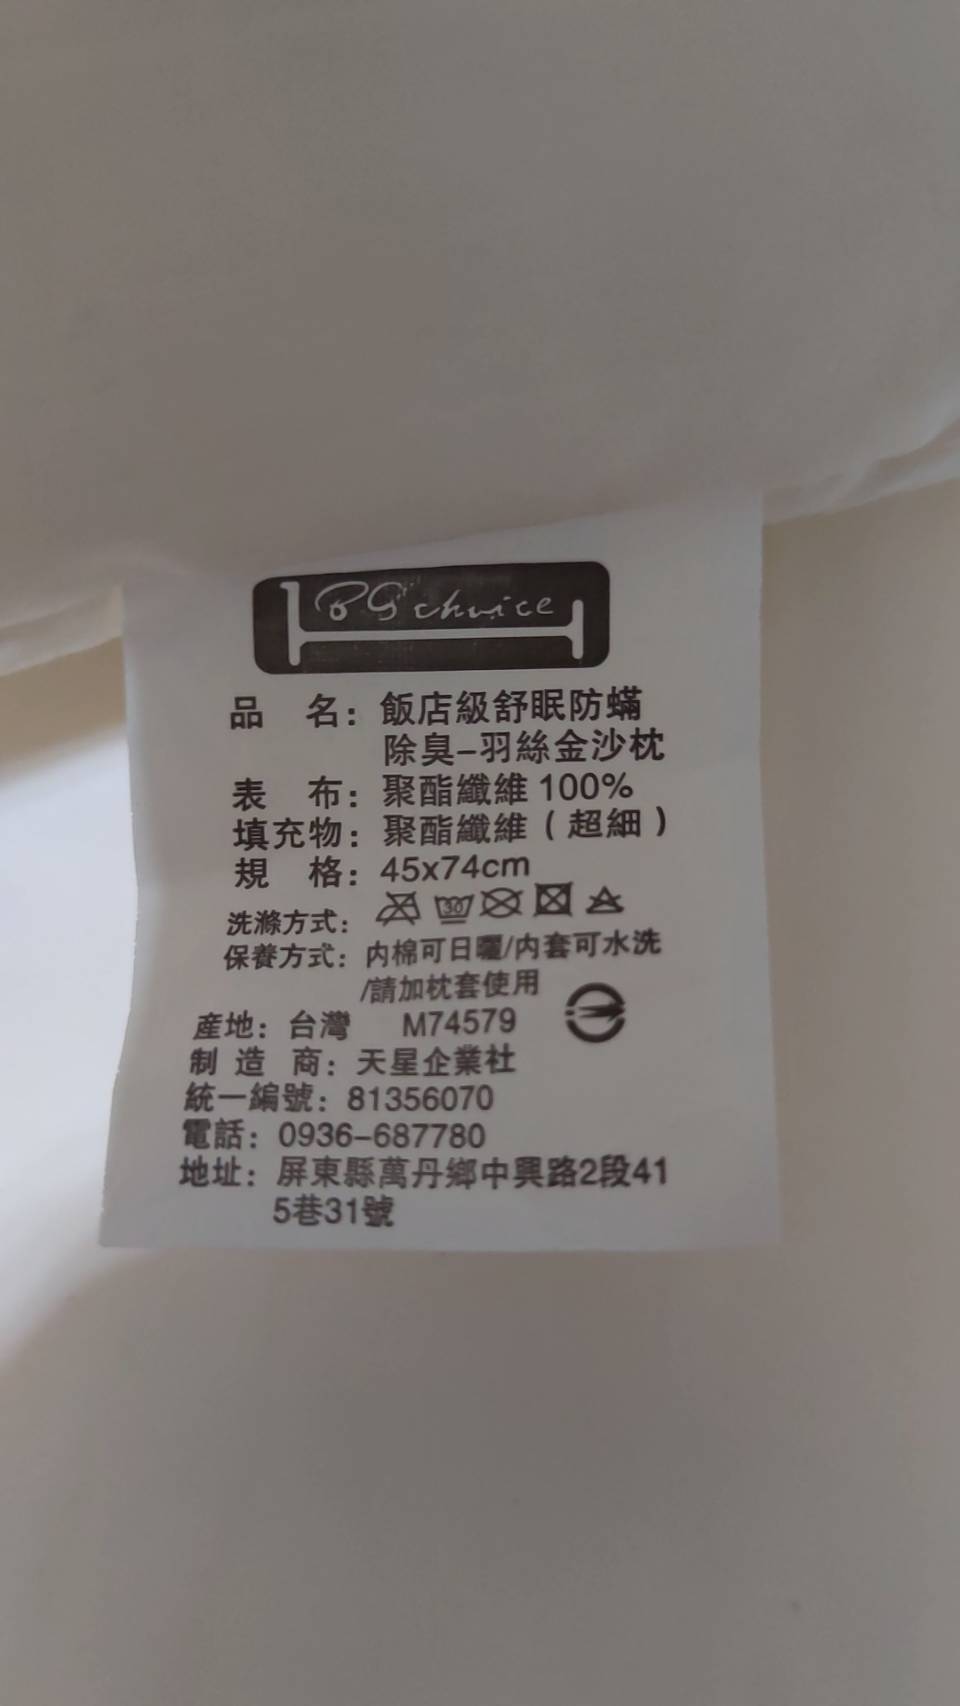 BG choice
品　名：飯店級舒眠防蟎
除臭-羽絲金沙枕
表　布：聚酯纖維 100%
填充物：聚酯纖維（超細）
規　格：45x74cm
洗滌方式：30
保養方式：內棉可日曬/內套可水洗
/請加枕套使用
產地：台灣 M74579
制 造 商：天星企業社
統一編號：81356070
電話：0936-687780
地址：屏東縣萬丹鄉中興路2段41
5巷31號